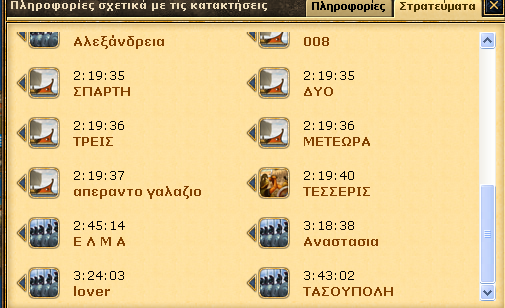 Πληροφορίες σχετικά με τις κατακτήσεις
Πληροφορίες
Στρατεύματα
Αλεξάνδρεια
008
2:19:35
ΣΠΑΡΤΗ
2:19:35
ΔΥΟ
2:19:36
ΤΡΕΙΣ
2:19:36
ΜΕΤΕΩΡΑ
2:19:37
απεραντο γαλαζιο
2:19:40
ΤΕΣΣΕΡΙΣ
2:45:14
Ε Λ Μ Α
3:18:38
Αναστασια
3:24:03
lover
3:43:02
ΤΑΣΟΥΠΟΛΗ